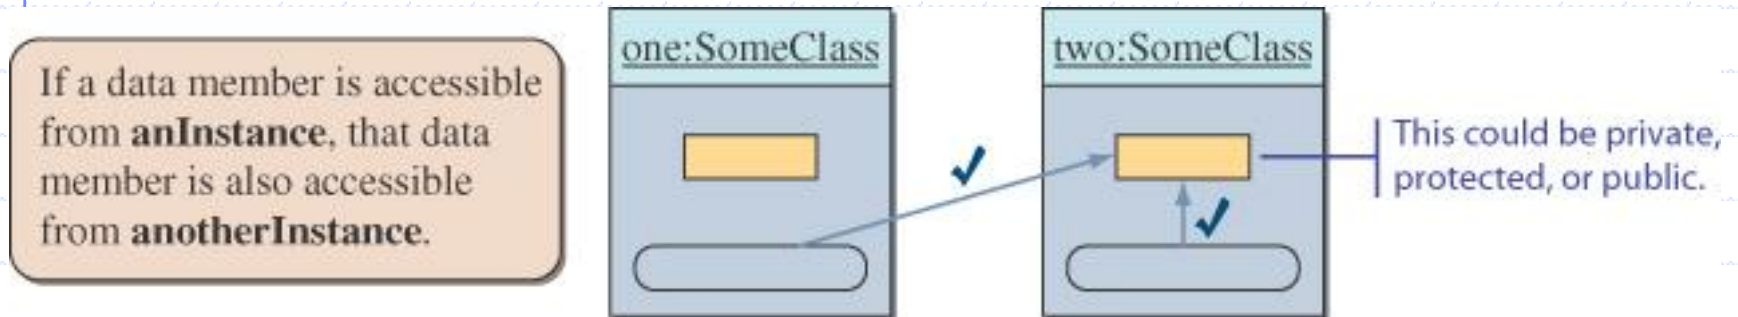 If a data member is accessible
from anInstance, that data
member is also accessible
from anotherInstance.
one:SomeClass
two:SomeClass
This could be private,
protected, or public.